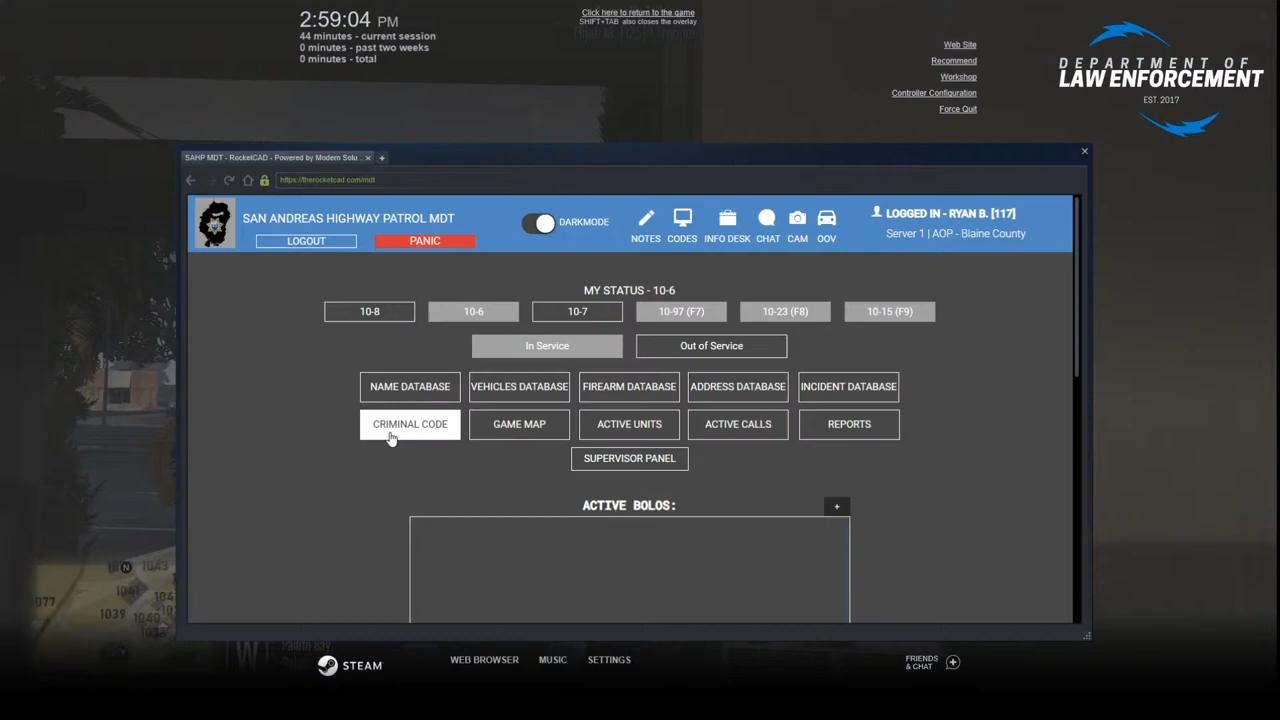 2:59:04 PM
44 minutes - current session
0 minutes - past two weeks
0 minutes - total
Click here to return to the game
SHIFT+TAB also closes the overlay
Web Site
Recommend
Workshop
Controller Configuration
Force Quit
DEPARTMENT OF
LAW ENFORCEMENT
EST. 2017
SAHP MDT - RocketCAD - Powered by Modern Solu... × +
https://therocketcad.com/mdt
SAN ANDREAS HIGHWAY PATROL MDT
LOGOUT PANIC
DARKMODE
NOTES CODES INFO DESK CHAT CAM OOV
LOGGED IN - RYAN B. [117]
Server 1 | AOP - Blaine County
MY STATUS - 10-6
10-8 10-6 10-7 10-97 (F7) 10-23 (F8) 10-15 (F9)
In Service Out of Service
NAME DATABASE VEHICLES DATABASE FIREARM DATABASE ADDRESS DATABASE INCIDENT DATABASE
CRIMINAL CODE GAME MAP ACTIVE UNITS ACTIVE CALLS REPORTS
SUPERVISOR PANEL
ACTIVE BOLOS: +
N 1043
1041
1039 1040
STEAM
WEB BROWSER MUSIC SETTINGS
FRIENDS
& CHAT